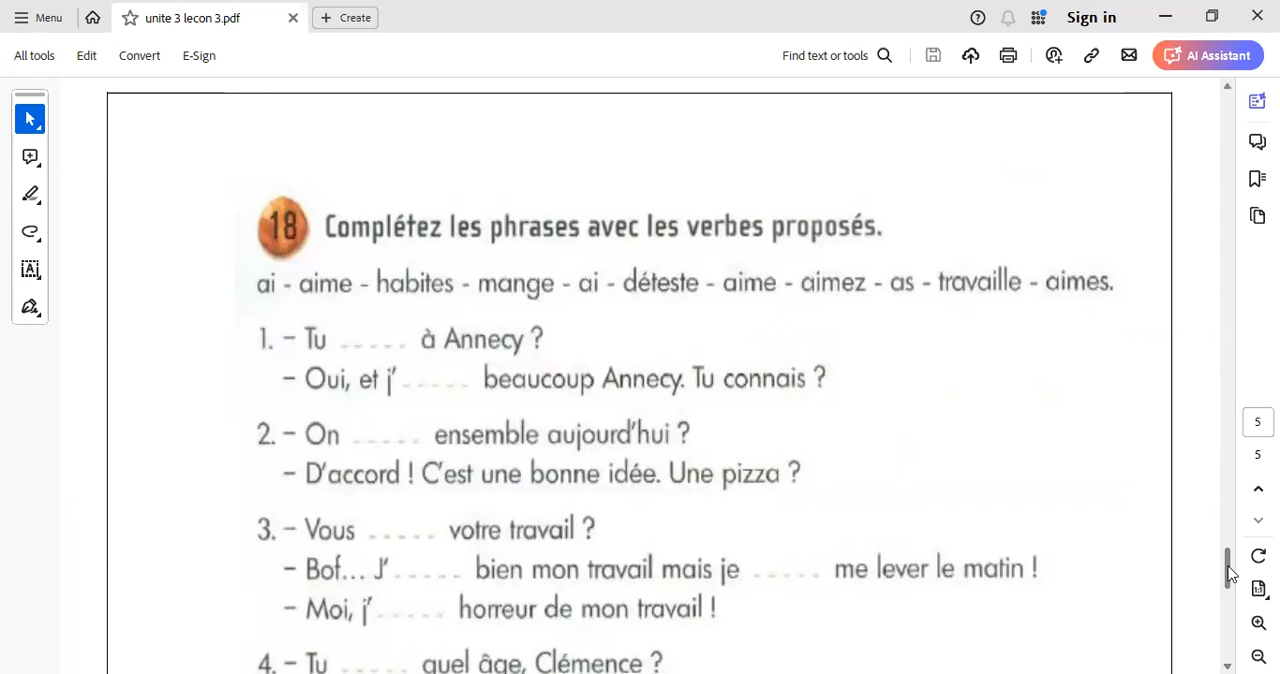 Menu
unite 3 lecon 3.pdf
Create
Sign in
All tools
Edit
Convert
E-Sign
Find text or tools
AI Assistant
18 Complétez les phrases avec les verbes proposés.
ai - aime - habites - mange - ai - déteste - aime - aimez - as - travaille - aimes.
1. – Tu ..... à Annecy ?
– Oui, et j' ..... beaucoup Annecy. Tu connais ?
2. – On ..... ensemble aujourd'hui ?
– D'accord ! C'est une bonne idée. Une pizza ?
3. – Vous ..... votre travail ?
– Bof... J' ..... bien mon travail mais je ..... me lever le matin !
– Moi, j' ..... horreur de mon travail !
4. – Tu ..... quel âge, Clémence ?
5
5